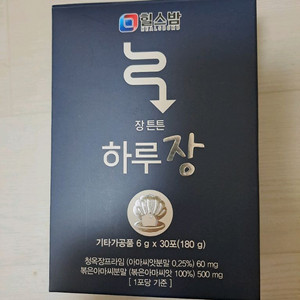 힐스밤
HEALSBOMB
장 튼튼
하루장
기타가공품 6 g x 30포(180 g)
청옥장프라임 (아마씨앗분말 0.25%) 60 mg
볶은아마씨분말 (볶은아마씨앗 100%) 500 mg
[ 1포당 기준 ]